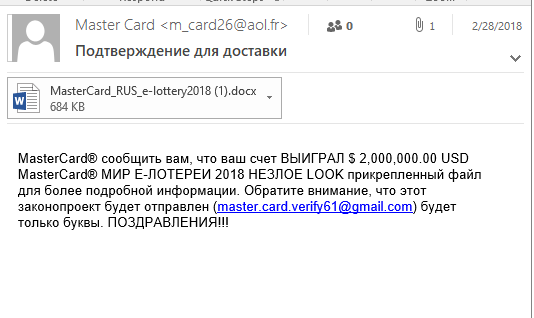 Master Card <m_card26@aol.fr> 0 1 2/28/2018
Подтверждение для доставки
MasterCard_RUS_e-lottery2018 (1).docx
684 KB
MasterCard® сообщить вам, что ваш счет ВЫИГРАЛ $ 2,000,000.00 USD
MasterCard® МИР Е-ЛОТЕРЕИ 2018 НЕЗЛОЕ LOOK прикрепленный файл
для более подробной информации. Обратите внимание, что этот
законопроект будет отправлен (master.card.verify61@gmail.com) будет
только буквы. ПОЗДРАВЛЕНИЯ!!!